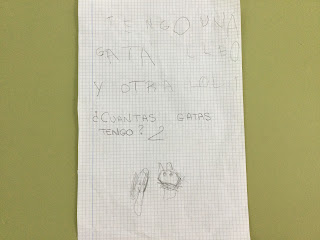 TENGO UNA
GATA
Y OTRA
¿CUANTAS GATAS
TENGO? 2